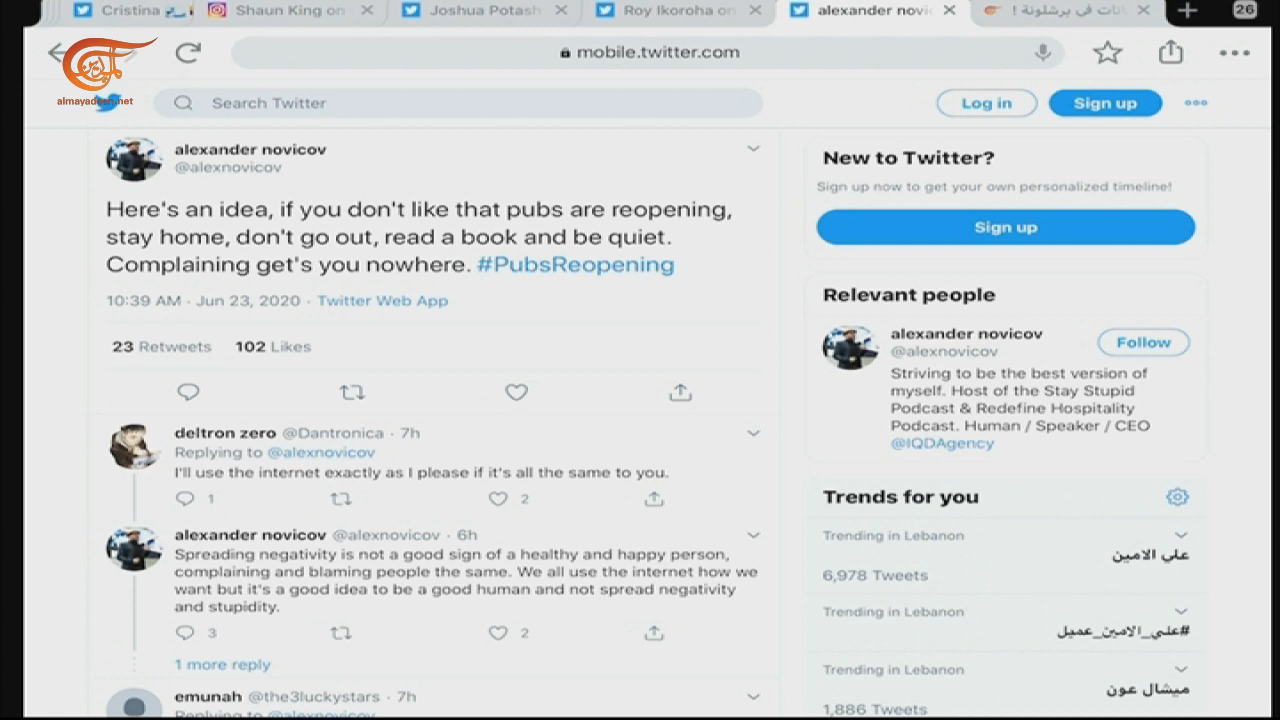 Cristina
Shaun King on
Joshua Potash
Roy Ikoroha on
alexander novi
انات في برشلونة !
26
mobile.twitter.com
الميادين
almayadeen.net
Search Twitter
Log in
Sign up
alexander novicov
@alexnovicov
Here's an idea, if you don't like that pubs are reopening,
stay home, don't go out, read a book and be quiet.
Complaining get's you nowhere. #PubsReopening
10:39 AM · Jun 23, 2020 · Twitter Web App
23 Retweets 102 Likes
deltron zero @Dantronica · 7h
Replying to @alexnovicov
I'll use the internet exactly as I please if it's all the same to you.
1 2
alexander novicov @alexnovicov · 6h
Spreading negativity is not a good sign of a healthy and happy person,
complaining and blaming people the same. We all use the internet how we
want but it's a good idea to be a good human and not spread negativity
and stupidity.
3 2
1 more reply
emunah @the3luckystars · 7h
Replying to @alexnovicov
New to Twitter?
Sign up now to get your own personalized timeline!
Sign up
Relevant people
alexander novicov
@alexnovicov
Follow
Striving to be the best version of
myself. Host of the Stay Stupid
Podcast & Redefine Hospitality
Podcast. Human / Speaker / CEO
@IQDAgency
Trends for you
Trending in Lebanon
علي الامين
6,978 Tweets
Trending in Lebanon
#علي_الامين_عميل
Trending in Lebanon
ميشال عون
1,886 Tweets